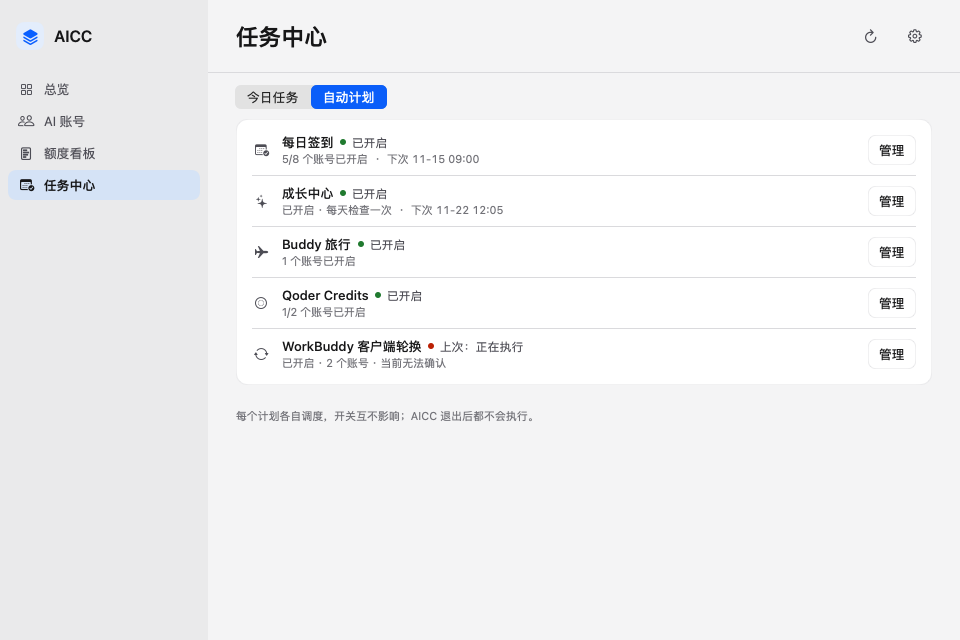 AICC
总览
AI 账号
额度看板
任务中心
任务中心
今日任务
自动计划
每日签到 ● 已开启
5/8 个账号已开启 · 下次 11-15 09:00
管理
成长中心 ● 已开启
已开启 · 每天检查一次 · 下次 11-22 12:05
管理
Buddy 旅行 ● 已开启
1 个账号已开启
管理
Qoder Credits ● 已开启
1/2 个账号已开启
管理
WorkBuddy 客户端轮换 ● 上次：正在执行
已开启 · 2 个账号 · 当前无法确认
管理
每个计划各自调度，开关互不影响；AICC 退出后都不会执行。